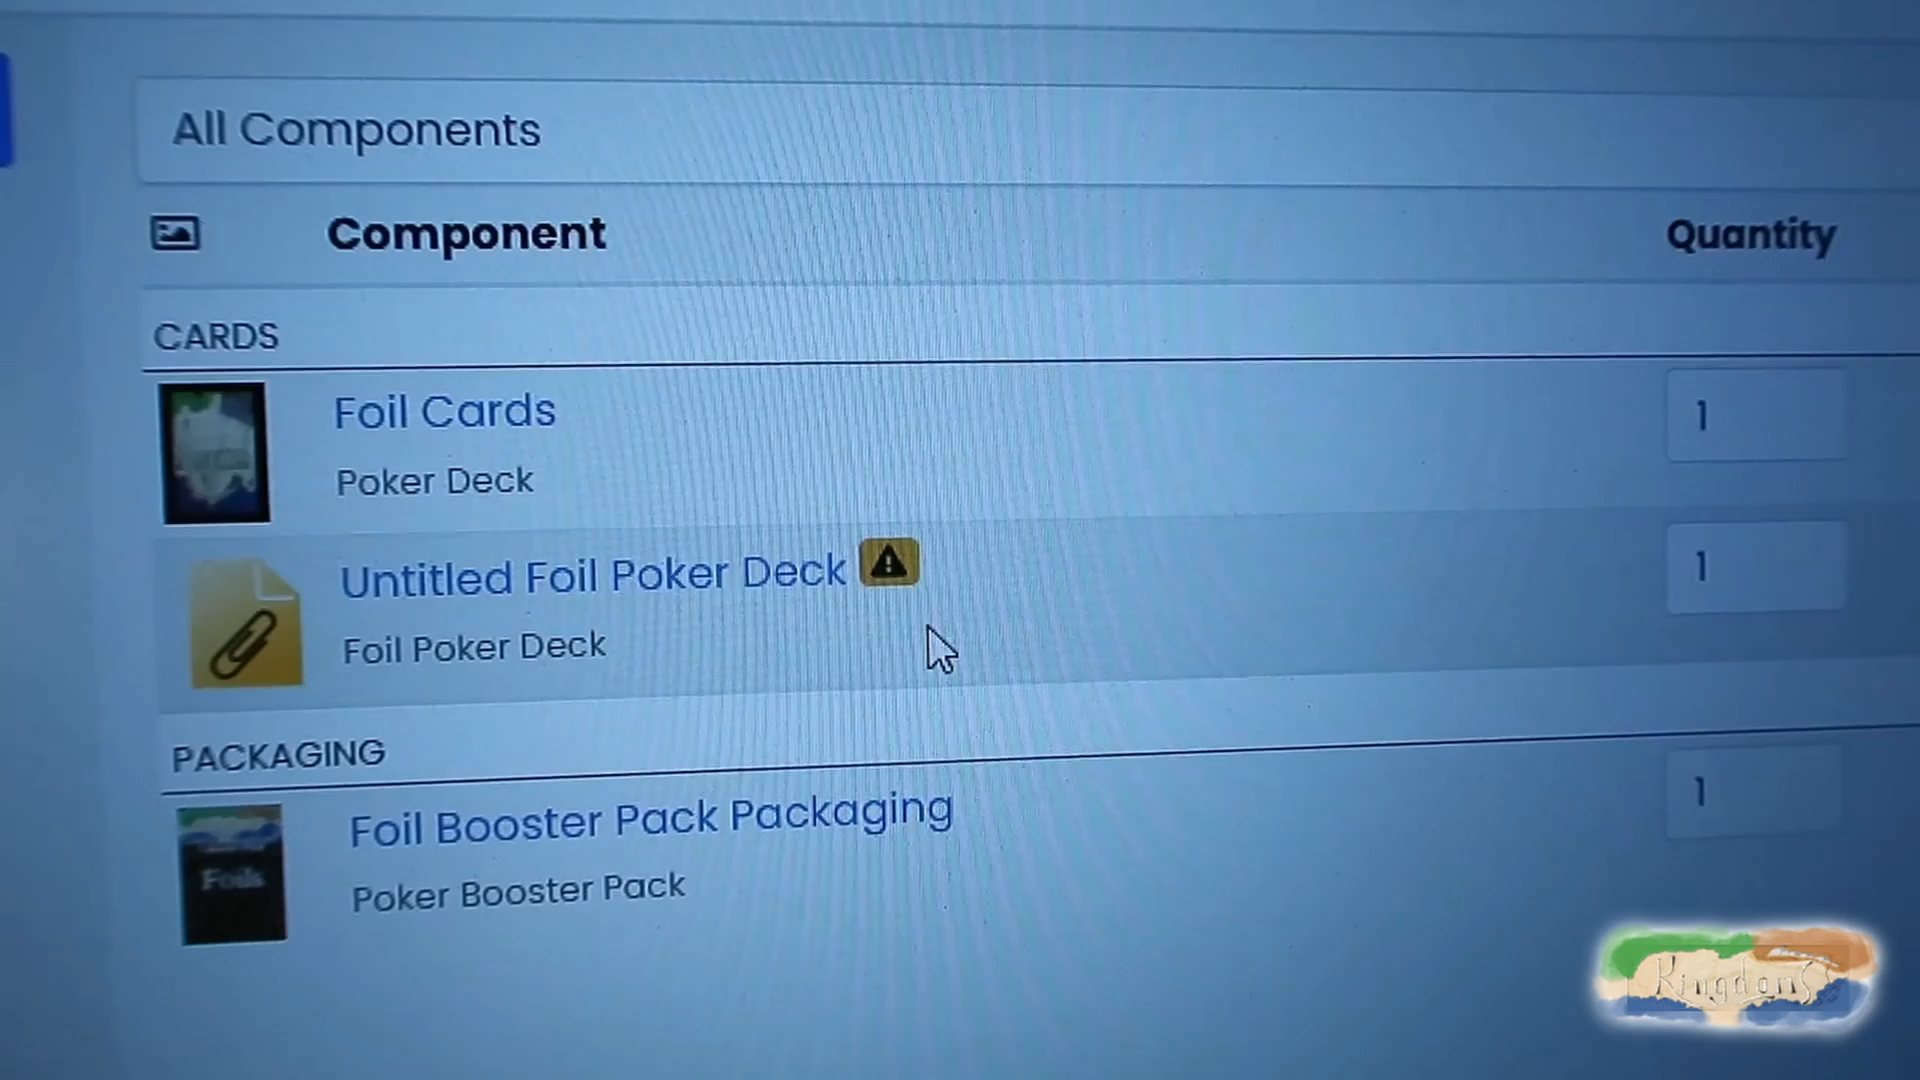 All Components
Component Quantity
CARDS
Foil Cards 1
Poker Deck
Untitled Foil Poker Deck 1
Foil Poker Deck
PACKAGING
Foil Booster Pack Packaging 1
Poker Booster Pack
Foils
Kingdoms